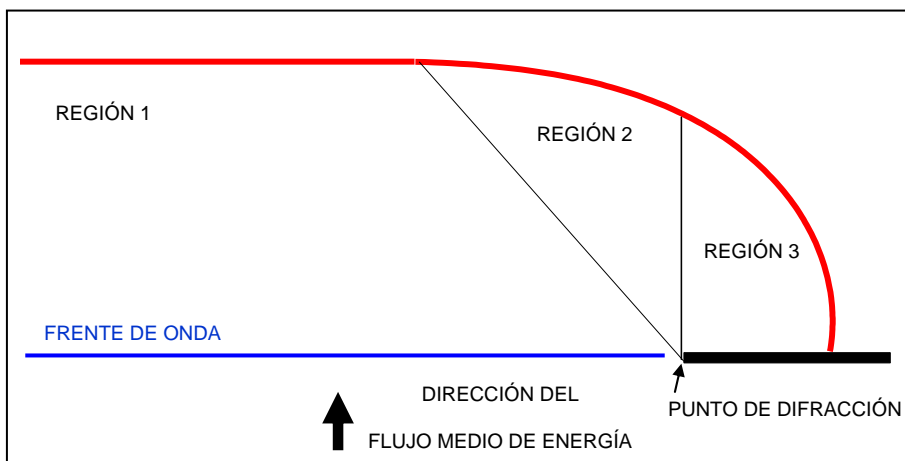 REGIÓN 1
REGIÓN 2
REGIÓN 3
FRENTE DE ONDA
DIRECCIÓN DEL
FLUJO MEDIO DE ENERGÍA
PUNTO DE DIFRACCIÓN